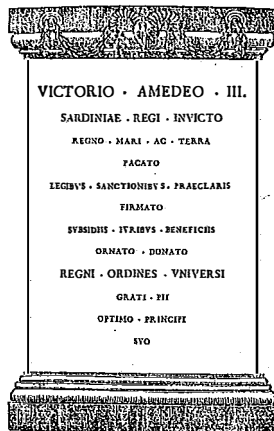 VICTORIO · AMEDEO · III.
SARDINIAE · REGI · INVICTO
REGNO · MARI · AC · TERRA
PACATO
LEGIBVS · SANCTIONIBVS · PRAECLARIS
FIRMATO
SVBSIDIIS · IVRIBVS · BENEFICIIS
ORNATO · DONATO
REGNI · ORDINES · VNIVERSI
GRATI · PII
OPTIMO · PRINCIPI
SVO